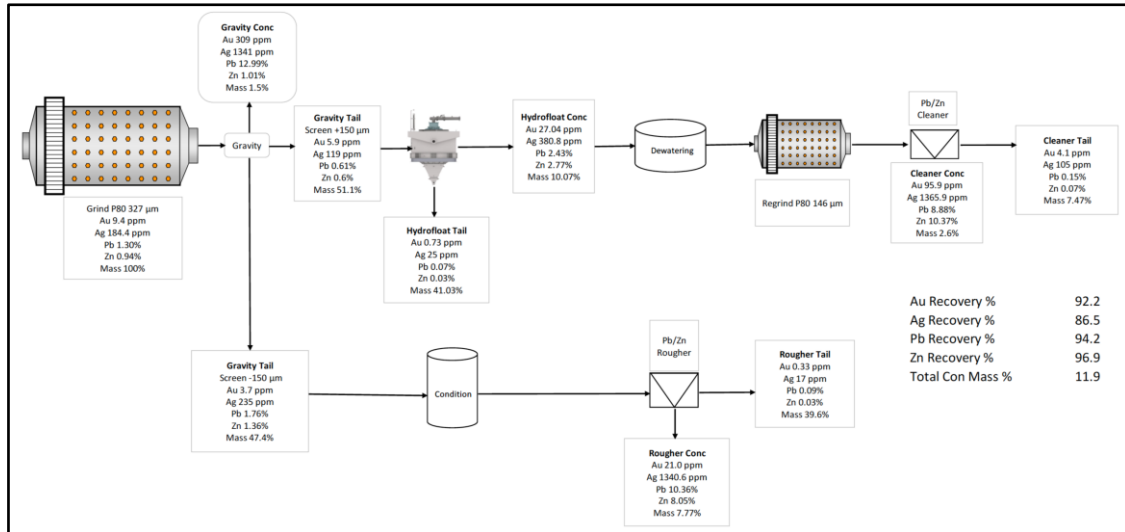 Gravity Conc
Au 309 ppm
Ag 1341 ppm
Pb 12.99%
Zn 1.01%
Mass 1.5%
Grind P80 327 µm
Au 9.4 ppm
Ag 184.4 ppm
Pb 1.30%
Zn 0.94%
Mass 100%
Gravity
Gravity Tail
Screen +150 µm
Au 5.9 ppm
Ag 119 ppm
Pb 0.61%
Zn 0.6%
Mass 51.1%
Hydrofloat Tail
Au 0.73 ppm
Ag 25 ppm
Pb 0.07%
Zn 0.03%
Mass 41.03%
Hydrofloat Conc
Au 27.04 ppm
Ag 380.8 ppm
Pb 2.43%
Zn 2.77%
Mass 10.07%
Dewatering
Regrind P80 146 µm
Pb/Zn
Cleaner
Cleaner Conc
Au 95.9 ppm
Ag 1365.9 ppm
Pb 8.88%
Zn 10.37%
Mass 2.6%
Cleaner Tail
Au 4.1 ppm
Ag 105 ppm
Pb 0.15%
Zn 0.07%
Mass 7.47%
Gravity Tail
Screen -150 µm
Au 3.7 ppm
Ag 235 ppm
Pb 1.76%
Zn 1.36%
Mass 47.4%
Condition
Pb/Zn
Rougher
Rougher Conc
Au 21.0 ppm
Ag 1340.6 ppm
Pb 10.36%
Zn 8.05%
Mass 7.77%
Rougher Tail
Au 0.33 ppm
Ag 17 ppm
Pb 0.09%
Zn 0.03%
Mass 39.6%
Au Recovery % 92.2
Ag Recovery % 86.5
Pb Recovery % 94.2
Zn Recovery % 96.9
Total Con Mass % 11.9